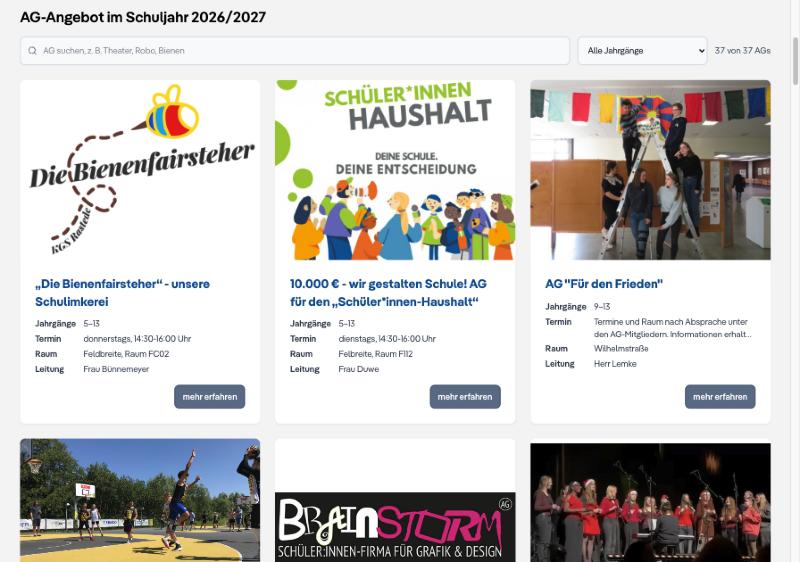 AG-Angebot im Schuljahr 2026/2027
AG suchen, z. B. Theater, Robo, Bienen
Alle Jahrgänge
37 von 37 AGs
Die Bienenfairsteher
KGS Rastede
SCHÜLER*INNEN
HAUSHALT
DEINE SCHULE.
DEINE ENTSCHEIDUNG
„Die Bienenfairsteher“ - unsere
Schulimkerei
Jahrgänge 5–13
Termin donnerstags, 14:30-16:00 Uhr
Raum Feldbreite, Raum FC02
Leitung Frau Bünnemeyer
mehr erfahren
10.000 € - wir gestalten Schule! AG
für den „Schüler*innen-Haushalt“
Jahrgänge 5–13
Termin dienstags, 14:30-16:00 Uhr
Raum Felbreite, Raum F112
Leitung Frau Duwe
mehr erfahren
AG "Für den Frieden"
Jahrgänge 9–13
Termin Termine und Raum nach Absprache unter
den AG-Mitgliedern. Informationen erhalt...
Raum Wilhelmstraße
Leitung Herr Lemke
mehr erfahren
BRAINSTORM AG
SCHÜLER:INNEN-FIRMA FÜR GRAFIK & DESIGN